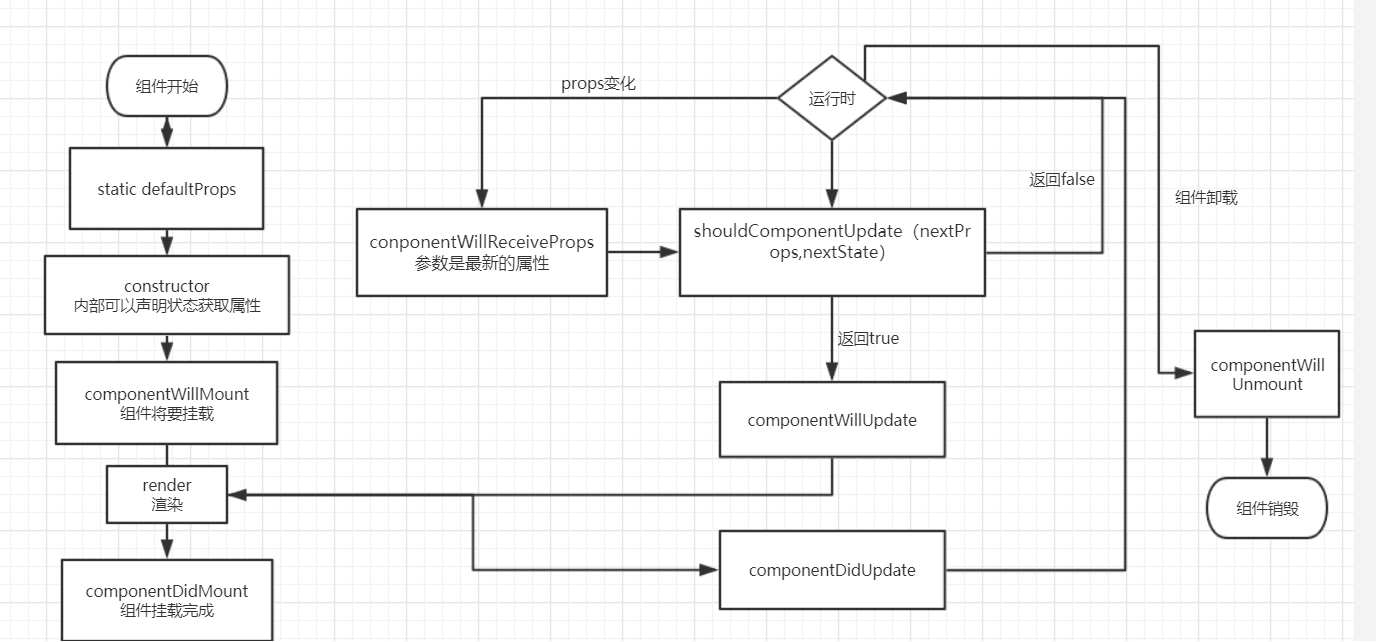 组件开始
static defaultProps
constructor
内部可以声明状态获取属性
componentWillMount
组件将要挂载
render
渲染
componentDidMount
组件挂载完成
props变化
运行时
conponentWillReceiveProps
参数是最新的属性
shouldComponentUpdate（nextPr
ops,nextState）
返回false
返回true
componentWillUpdate
componentDidUpdate
组件卸载
componentWill
Unmount
组件销毁